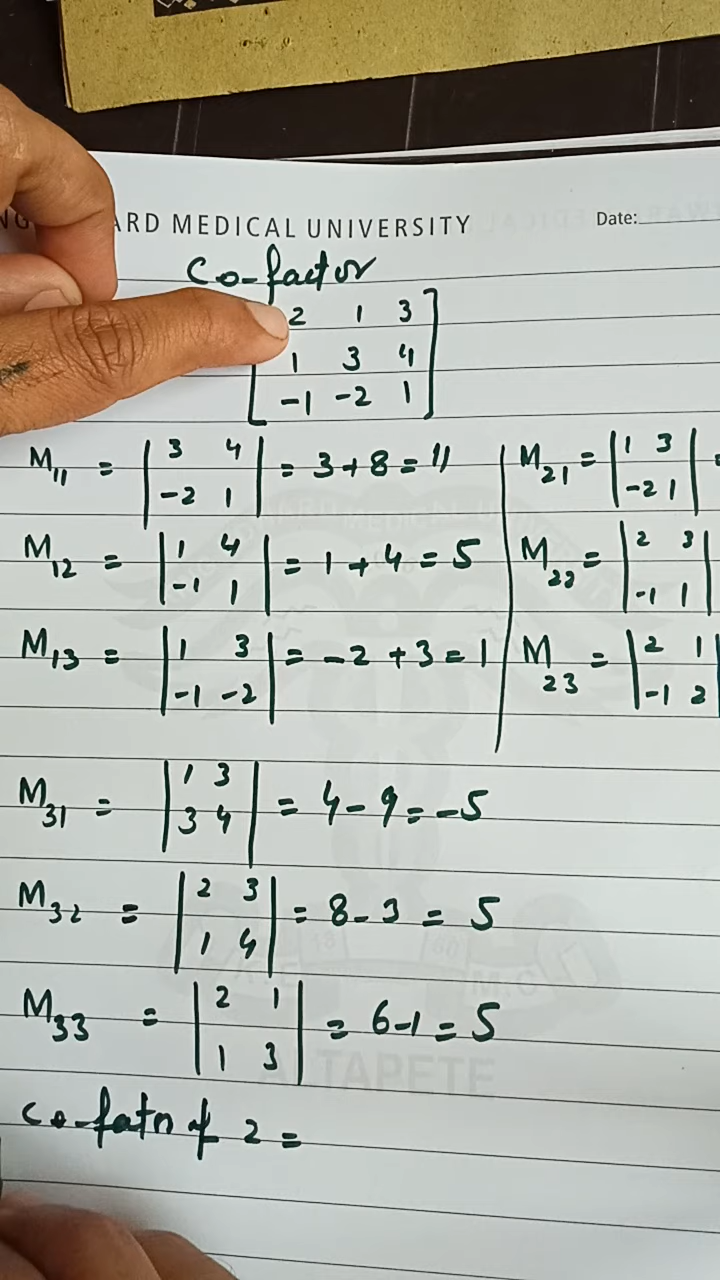 ARD MEDICAL UNIVERSITY Date:
Co-factor
2 1 3
1 3 4
-1 -2 1
M11 = | 3 4 | = 3+8 = 11
| -2 1 |
M12 = | 1 4 | = 1+4 = 5
| -1 1 |
M13 = | 1 3 | = -2+3 = 1
| -1 -2 |
M21 = | 1 3 | =
| -2 1 |
M22 = | 2 3 |
| -1 1 |
M23 = | 2 1 |
| -1 2 |
M31 = | 1 3 | = 4-9 = -5
| 3 4 |
M32 = | 2 3 | = 8-3 = 5
| 1 4 |
M33 = | 2 1 | = 6-1 = 5
| 1 3 |
ALTAPETE
Co-fatn of 2 =